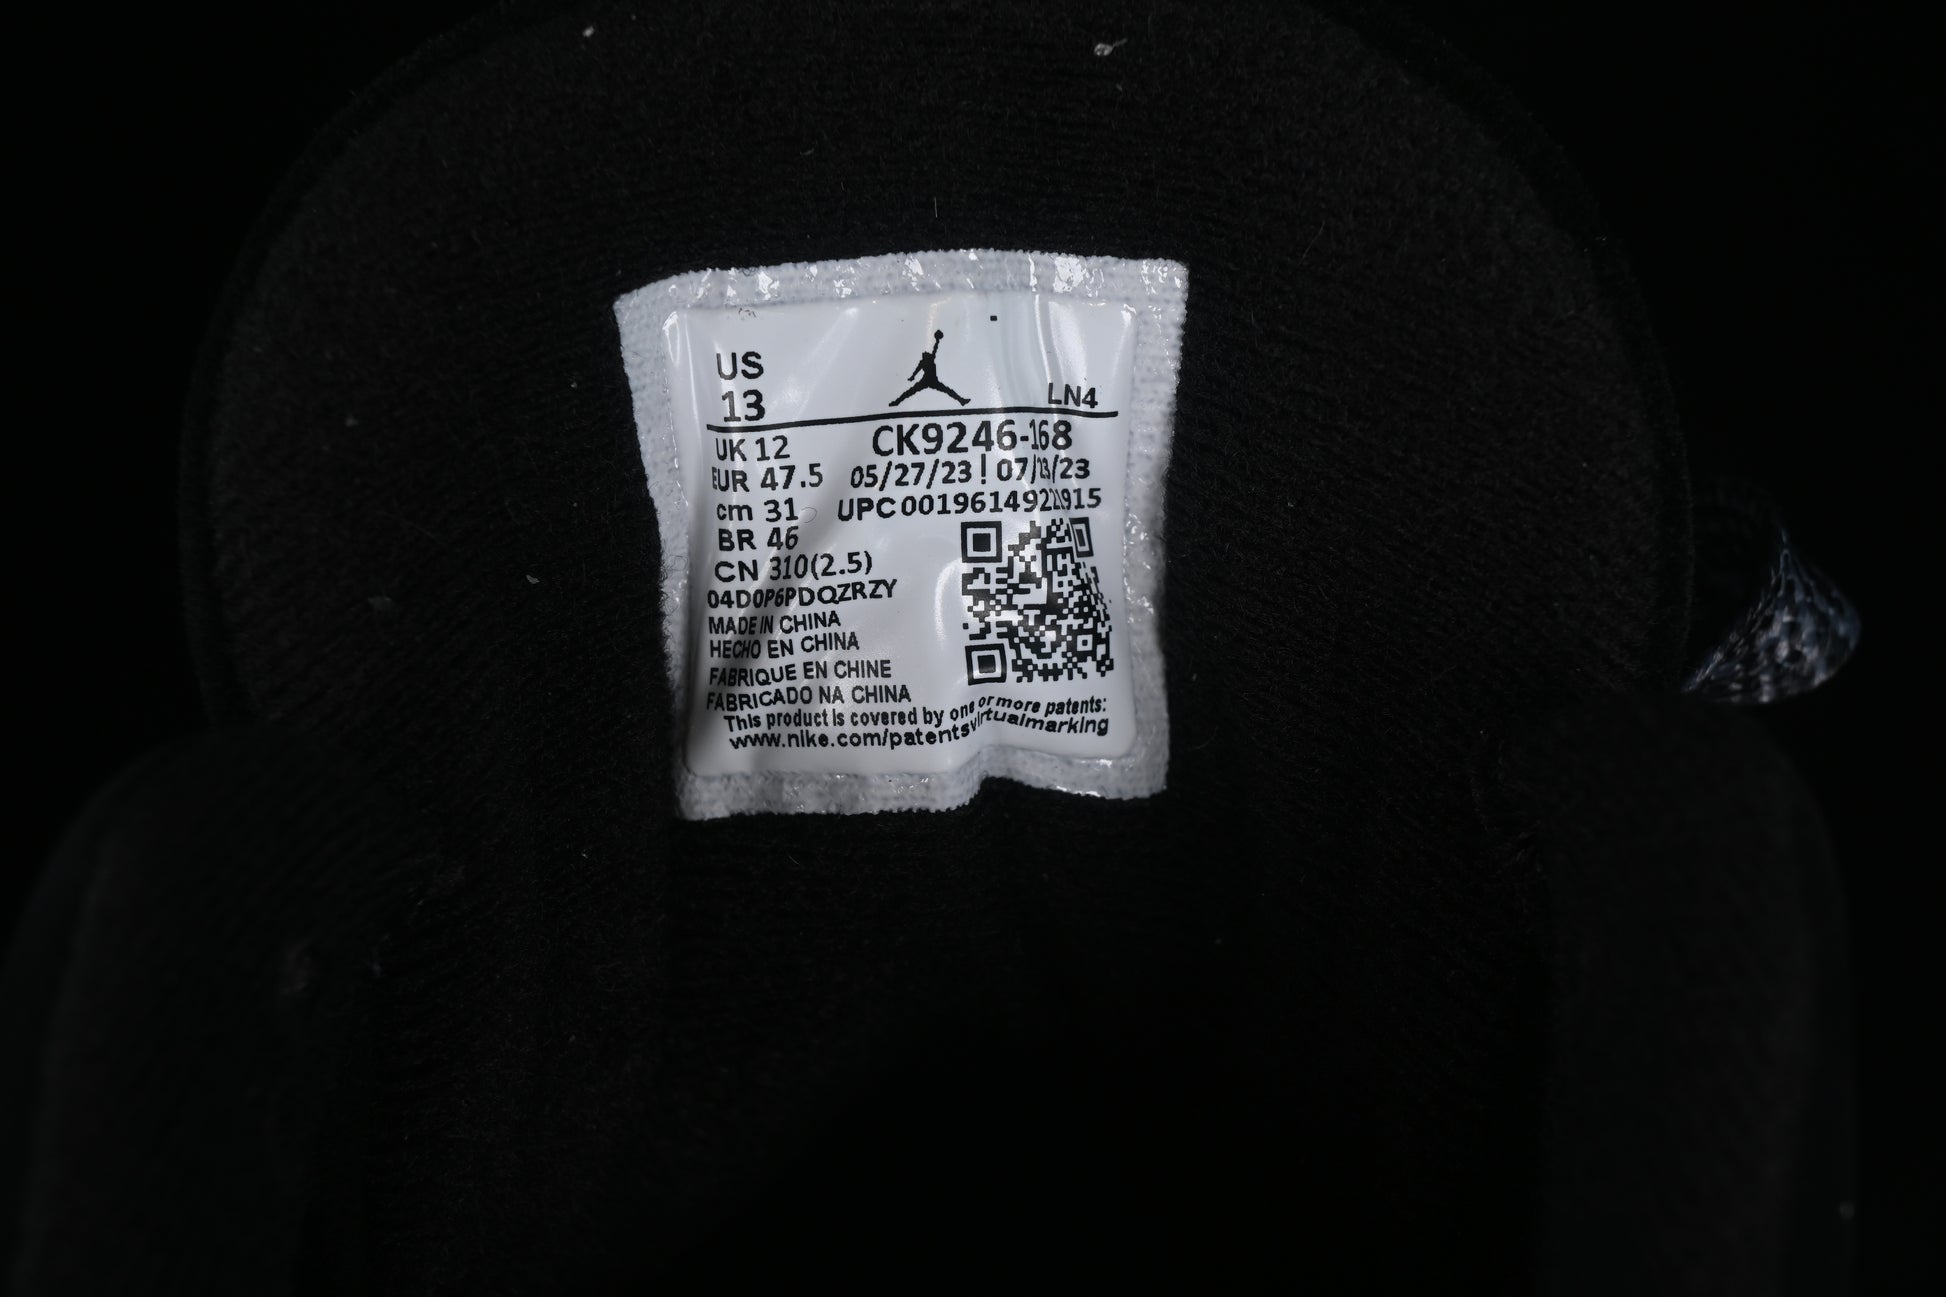 US
13
LN4
UK 12
CK9246-168
EUR 47.5
05/27/23 ! 07/23/23
cm 31
UPC 00196149221915
BR 46
CN 310(2.5)
04D0P6PDQZRZY
MADE IN CHINA
HECHO EN CHINA
FABRIQUE EN CHINE
FABRICADO NA CHINA
This product is covered by one or more patents:
www.nike.com/patentsvirtualmarking